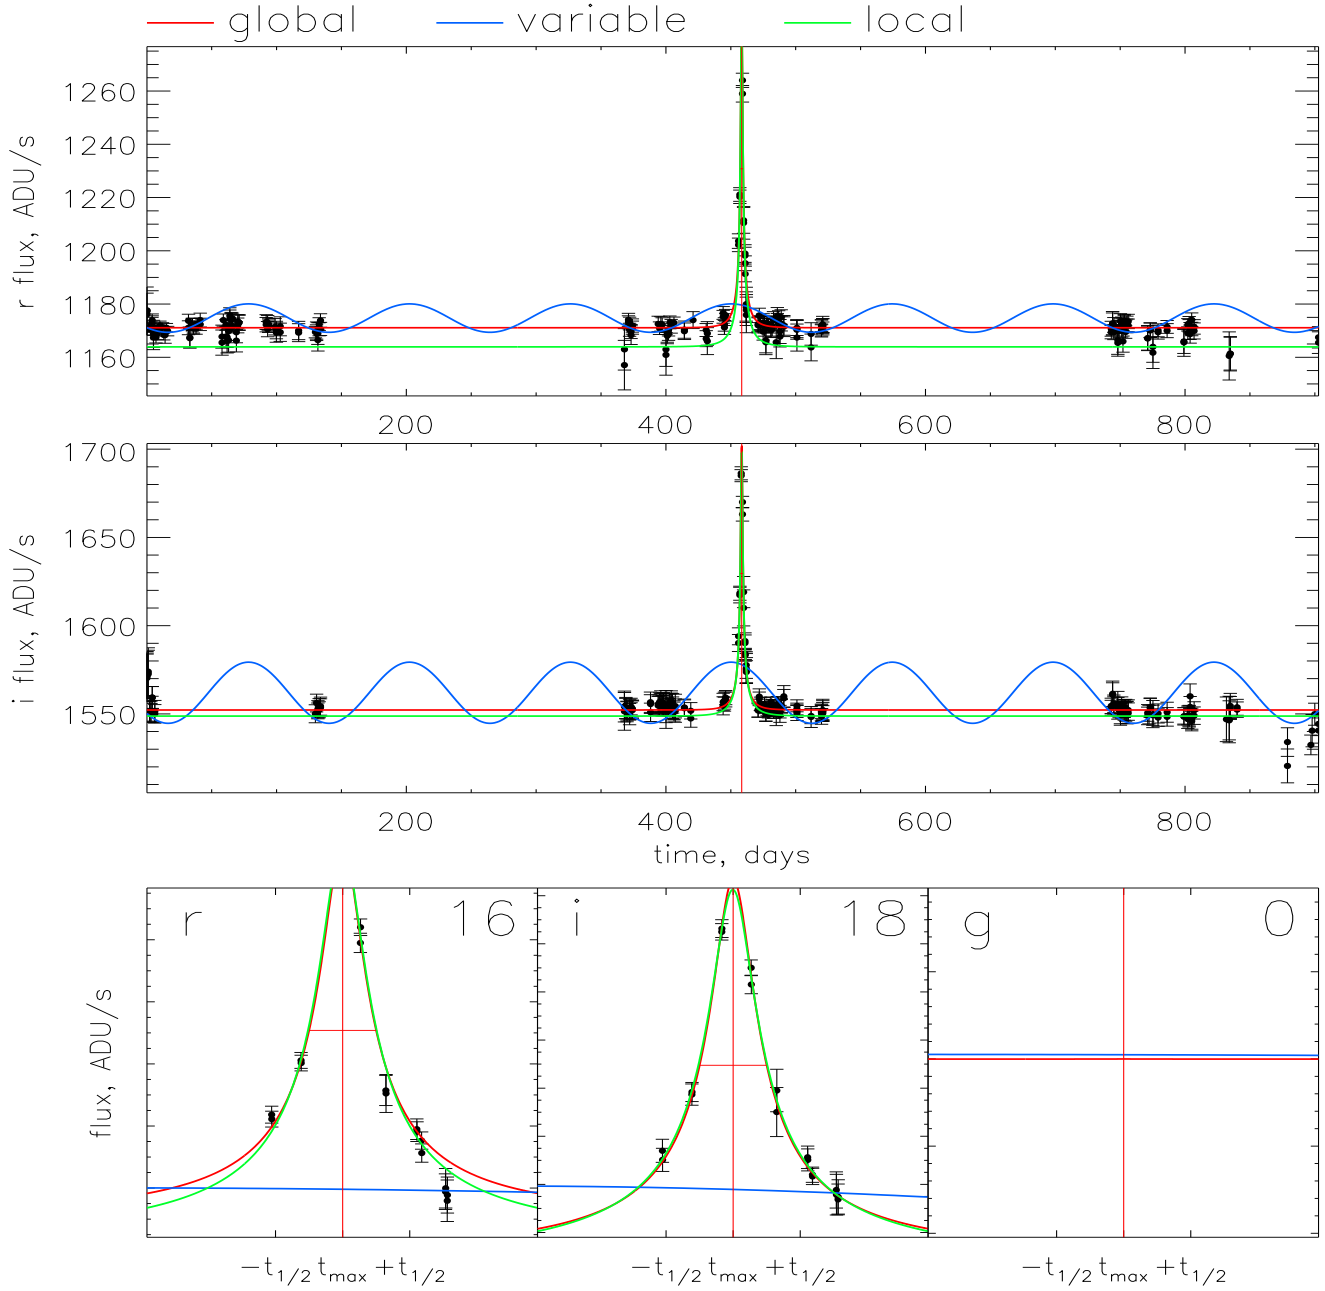 global variable local
r flux, ADU/s
1260
1240
1220
1200
1180
1160
200 400 600 800
i flux, ADU/s
1700
1650
1600
1550
200 400 600 800
time, days
flux, ADU/s
r 16 i 18 g 0
−t1/2 tmax +t1/2 −t1/2 tmax +t1/2 −t1/2 tmax +t1/2